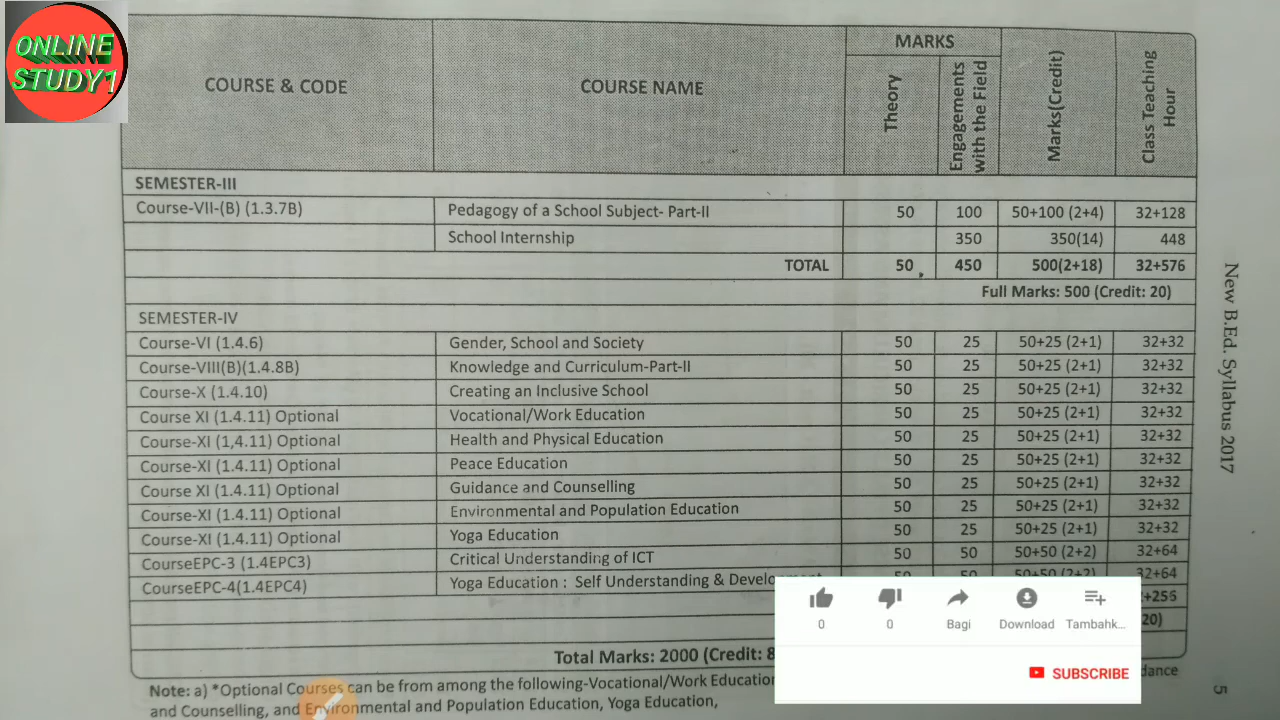 ONLINE
STUDY1
COURSE & CODE COURSE NAME MARKS Theory Engagements with the Field Marks(Credit) Class Teaching Hour
SEMESTER-III
Course-VII-(B) (1.3.7B) Pedagogy of a School Subject- Part-II 50 100 50+100 (2+4) 32+128
School Internship 350 350(14) 448
TOTAL 50 450 500(2+18) 32+576
Full Marks: 500 (Credit: 20)
SEMESTER-IV
Course-VI (1.4.6) Gender, School and Society 50 25 50+25 (2+1) 32+32
Course-VIII(B)(1.4.8B) Knowledge and Curriculum-Part-II 50 25 50+25 (2+1) 32+32
Course-X (1.4.10) Creating an Inclusive School 50 25 50+25 (2+1) 32+32
Course XI (1.4.11) Optional Vocational/Work Education 50 25 50+25 (2+1) 32+32
Course-XI (1,4.11) Optional Health and Physical Education 50 25 50+25 (2+1) 32+32
Course-XI (1.4.11) Optional Peace Education 50 25 50+25 (2+1) 32+32
Course XI (1.4.11) Optional Guidance and Counselling 50 25 50+25 (2+1) 32+32
Course-XI (1.4.11) Optional Environmental and Population Education 50 25 50+25 (2+1) 32+32
Course-XI (1.4.11) Optional Yoga Education 50 25 50+25 (2+1) 32+32
CourseEPC-3 (1.4EPC3) Critical Understanding of ICT 50 50 50+50 (2+2) 32+64
CourseEPC-4(1.4EPC4) Yoga Education : Self Understanding & 50 50 50+50 (2+2) 32+64
+256
20)
Total Marks: 2000 (Credit:
Note: a) *Optional Courses can be from among the following-Vocational/Work Education
and Counselling, and Environmental and Population Education, Yoga Education,
New B.Ed. Syllabus 2017
5
0 0 Bagi Download Tambahk...
SUBSCRIBE